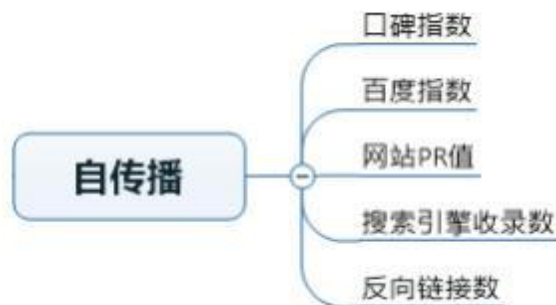 自传播
口碑指数
百度指数
网站PR值
搜索引擎收录数
反向链接数